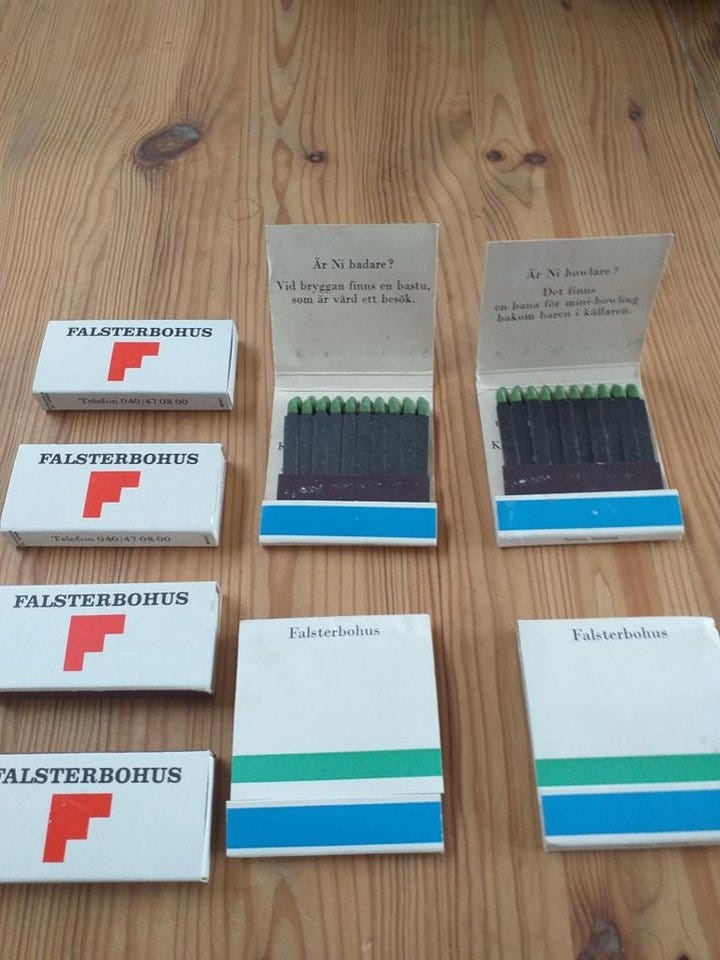 FALSTERBOHUS
Telefon 040/47 08 00
FALSTERBOHUS
Telefon 040/47 08 00
FALSTERBOHUS
FALSTERBOHUS
Är Ni badare?
Vid bryggan finns en bastu,
som är värd ett besök.
K
Är Ni bowlare?
Det finns
en bana för mini-bowling
bakom baren i källaren.
K
Falsterbohus
Falsterbohus